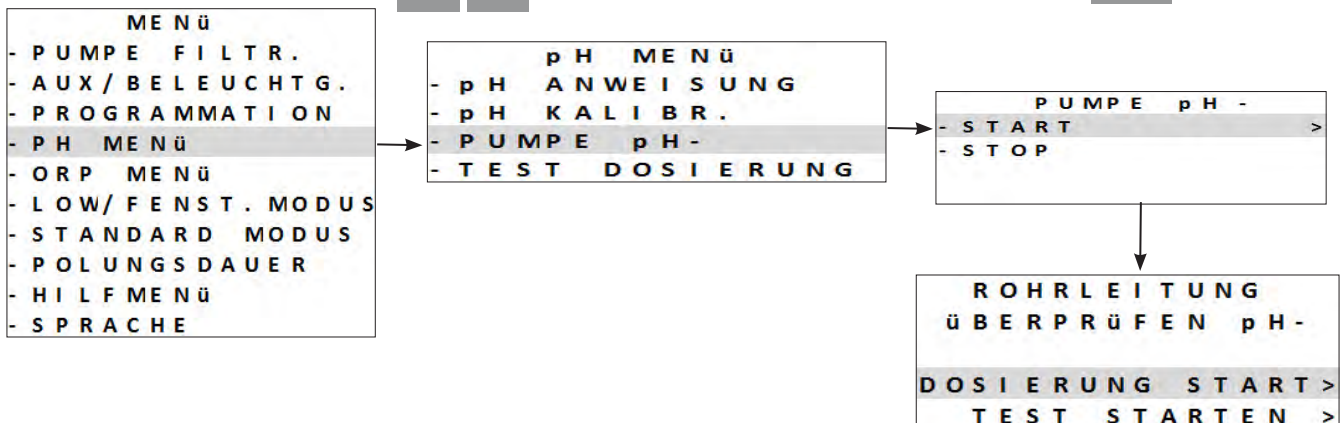 MENü
- PUMPE FILTR.
- AUX/BELEUCHTG.
- PROGRAMMATION
- PH MENü
- ORP MENü
- LOW/FENST.MODUS
- STANDARD MODUS
- POLUNGSDAUER
- HILFMENü
- SPRACHE
pH MENü
- pH ANWEISUNG
- pH KALIBR.
- PUMPE pH-
- TEST DOSIERUNG
PUMPE pH -
- START >
- STOP
ROHRLEITUNG
üBERPRüFEN pH-
DOSIERUNG START>
TEST STARTEN >